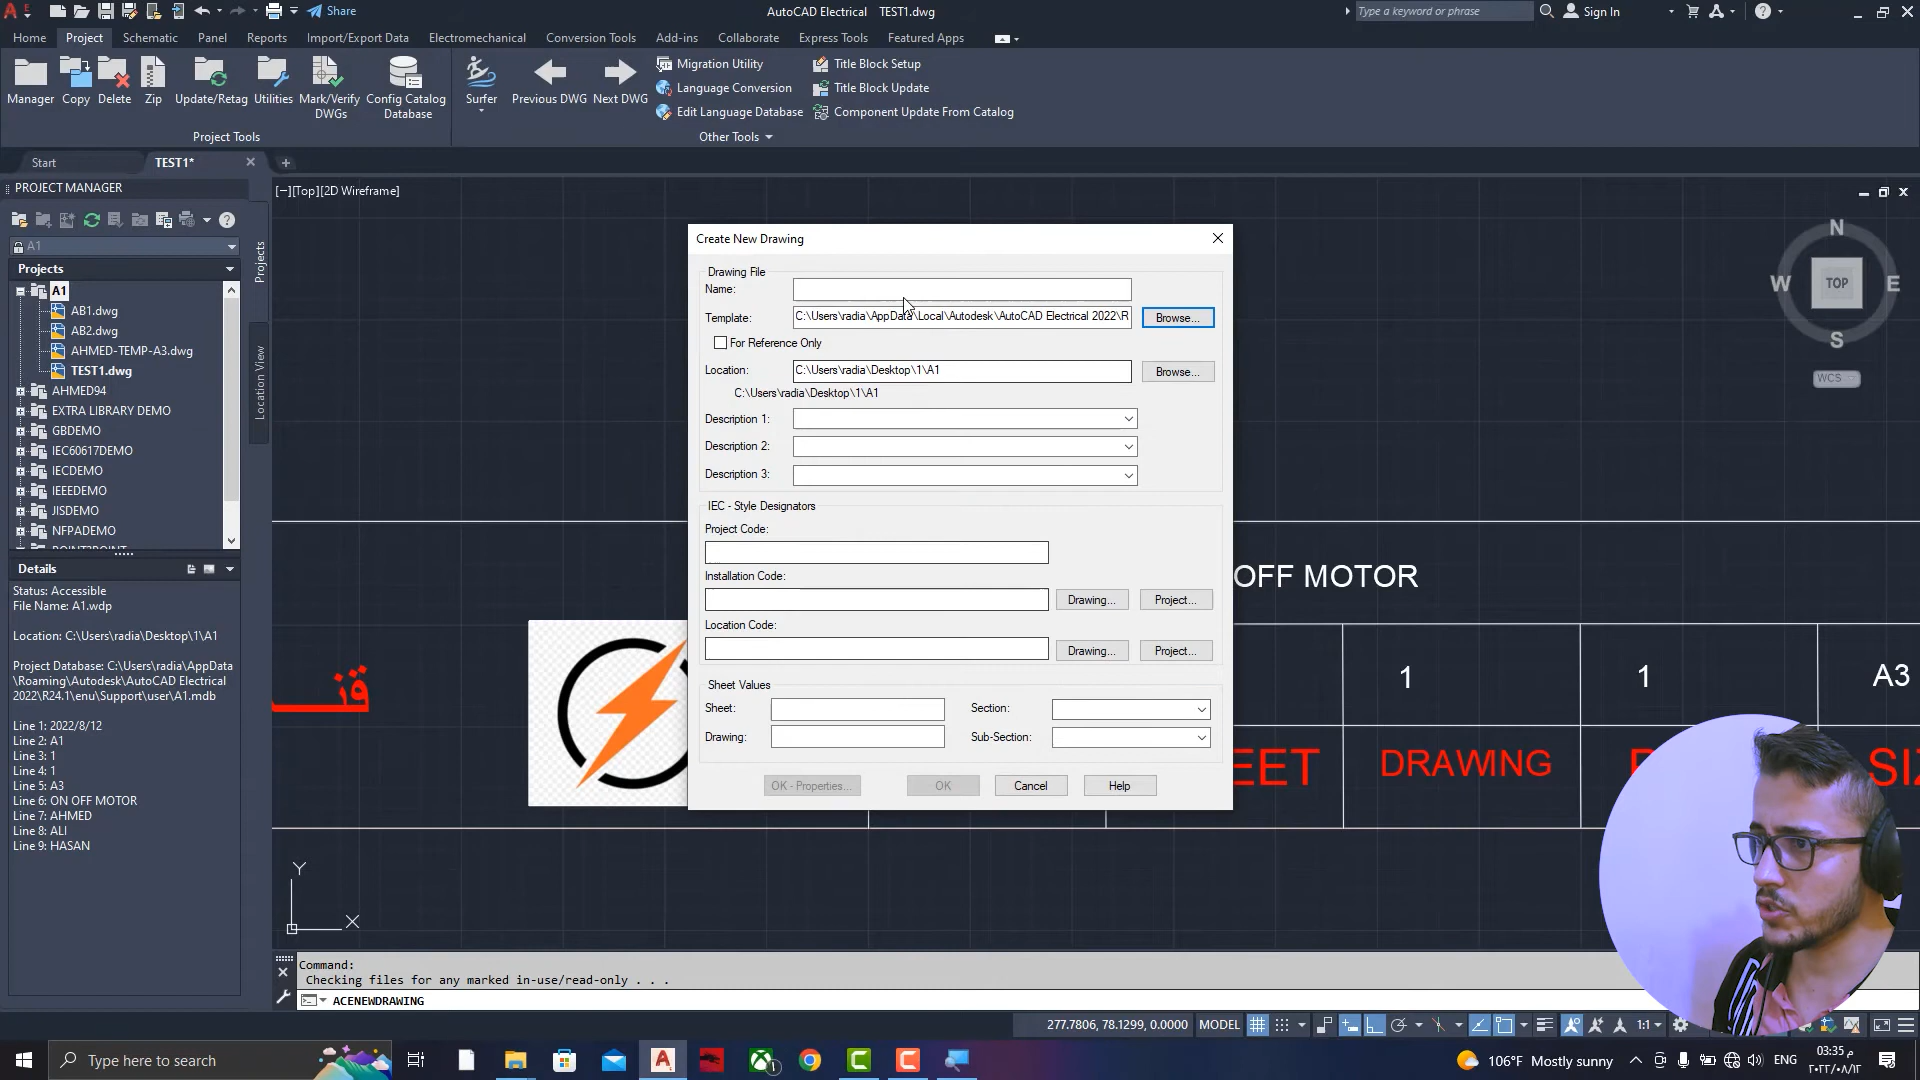 AutoCAD Electrical TEST1.dwg
Share
Type a keyword or phrase
Sign In
Home Project Schematic Panel Reports Import/Export Data Electromechanical Conversion Tools Add-ins Collaborate Express Tools Featured Apps
Manager Copy Delete Zip Update/Retag Utilities Mark/Verify DWGs Config Catalog Database
Surfer Previous DWG Next DWG
Migration Utility
Language Conversion
Edit Language Database
Title Block Setup
Title Block Update
Component Update From Catalog
Project Tools
Other Tools
Start
TEST1*
PROJECT MANAGER
[−][Top][2D Wireframe]
A1
Projects
A1
AB1.dwg
AB2.dwg
AHMED-TEMP-A3.dwg
TEST1.dwg
AHMED94
EXTRA LIBRARY DEMO
GBDEMO
IEC60617DEMO
IECDEMO
IEEEDEMO
JISDEMO
NFPADEMO
Projects
Location View
Details
Status: Accessible
File Name: A1.wdp
Location: C:\Users\radia\Desktop\1\A1
Project Database: C:\Users\radia\AppData
\Roaming\Autodesk\AutoCAD Electrical
2022\R24.1\enu\Support\user\A1.mdb
Line 1: 2022/8/12
Line 2: A1
Line 3: 1
Line 4: 1
Line 5: A3
Line 6: ON OFF MOTOR
Line 7: AHMED
Line 8: ALI
Line 9: HASAN
Create New Drawing
Drawing File
Name:
Template: C:\Users\radia\AppData\Local\Autodesk\AutoCAD Electrical 2022\R Browse...
For Reference Only
Location: C:\Users\radia\Desktop\1\A1 Browse...
C:\Users\radia\Desktop\1\A1
Description 1:
Description 2:
Description 3:
IEC - Style Designators
Project Code:
Installation Code:
Drawing... Project...
Location Code:
Drawing... Project...
Sheet Values
Sheet: Section:
Drawing: Sub-Section:
OK - Properties... OK Cancel Help
N
W TOP E
S
WCS
OFF MOTOR
1 1 A3
DRAWING
Y
X
Command:
Checking files for any marked in-use/read-only . . .
ACENEWDRAWING
277.7806, 78.1299, 0.0000 MODEL
1:1
Type here to search
106°F Mostly sunny
ENG
03:35 م
٢٠٢٢/٠٨/١٢